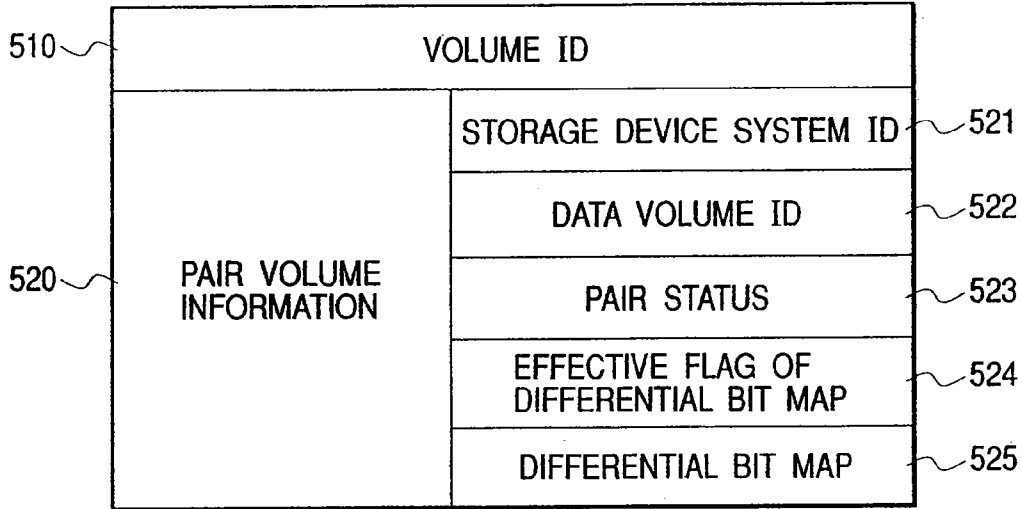 510
VOLUME ID
STORAGE DEVICE SYSTEM ID
521
DATA VOLUME ID
522
520
PAIR VOLUME
INFORMATION
PAIR STATUS
523
EFFECTIVE FLAG OF
DIFFERENTIAL BIT MAP
524
DIFFERENTIAL BIT MAP
525